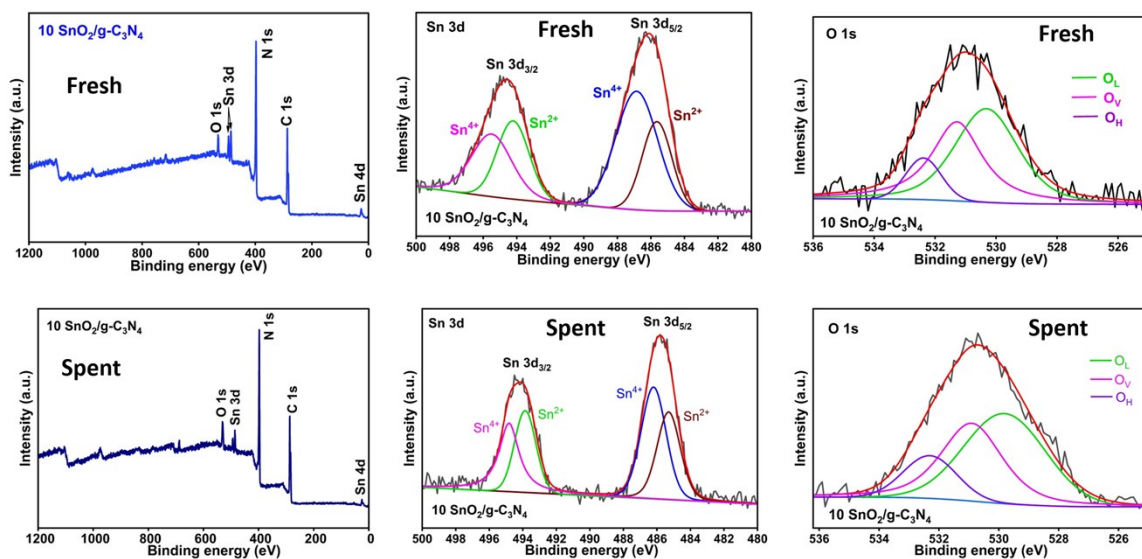 10 SnO₂/g-C₃N₄
Fresh
O 1s
Sn 3d
N 1s
C 1s
Sn 4d
Intensity (a.u.)
1200 1000 800 600 400 200 0
Binding energy (eV)
Sn 3d
Fresh
Sn 3d₅/₂
Sn 3d₃/₂
Sn⁴⁺
Sn²⁺
Sn⁴⁺
Sn²⁺
10 SnO₂/g-C₃N₄
Intensity (a.u.)
500 498 496 494 492 490 488 486 484 482 480
Binding energy (eV)
O 1s
Fresh
O_L
O_V
O_H
10 SnO₂/g-C₃N₄
Intensity (a.u.)
536 534 532 530 528 526
Binding energy (eV)
10 SnO₂/g-C₃N₄
Spent
O 1s
Sn 3d
N 1s
C 1s
Sn 4d
Intensity (a.u.)
1200 1000 800 600 400 200 0
Binding energy (eV)
Sn 3d
Spent
Sn 3d₅/₂
Sn 3d₃/₂
Sn⁴⁺
Sn²⁺
Sn⁴⁺
Sn²⁺
10 SnO₂/g-C₃N₄
Intensity (a.u.)
500 498 496 494 492 490 488 486 484 482 480
Binding energy (eV)
O 1s
Spent
O_L
O_V
O_H
10 SnO₂/g-C₃N₄
Intensity (a.u.)
536 534 532 530 528 526
Binding energy (eV)